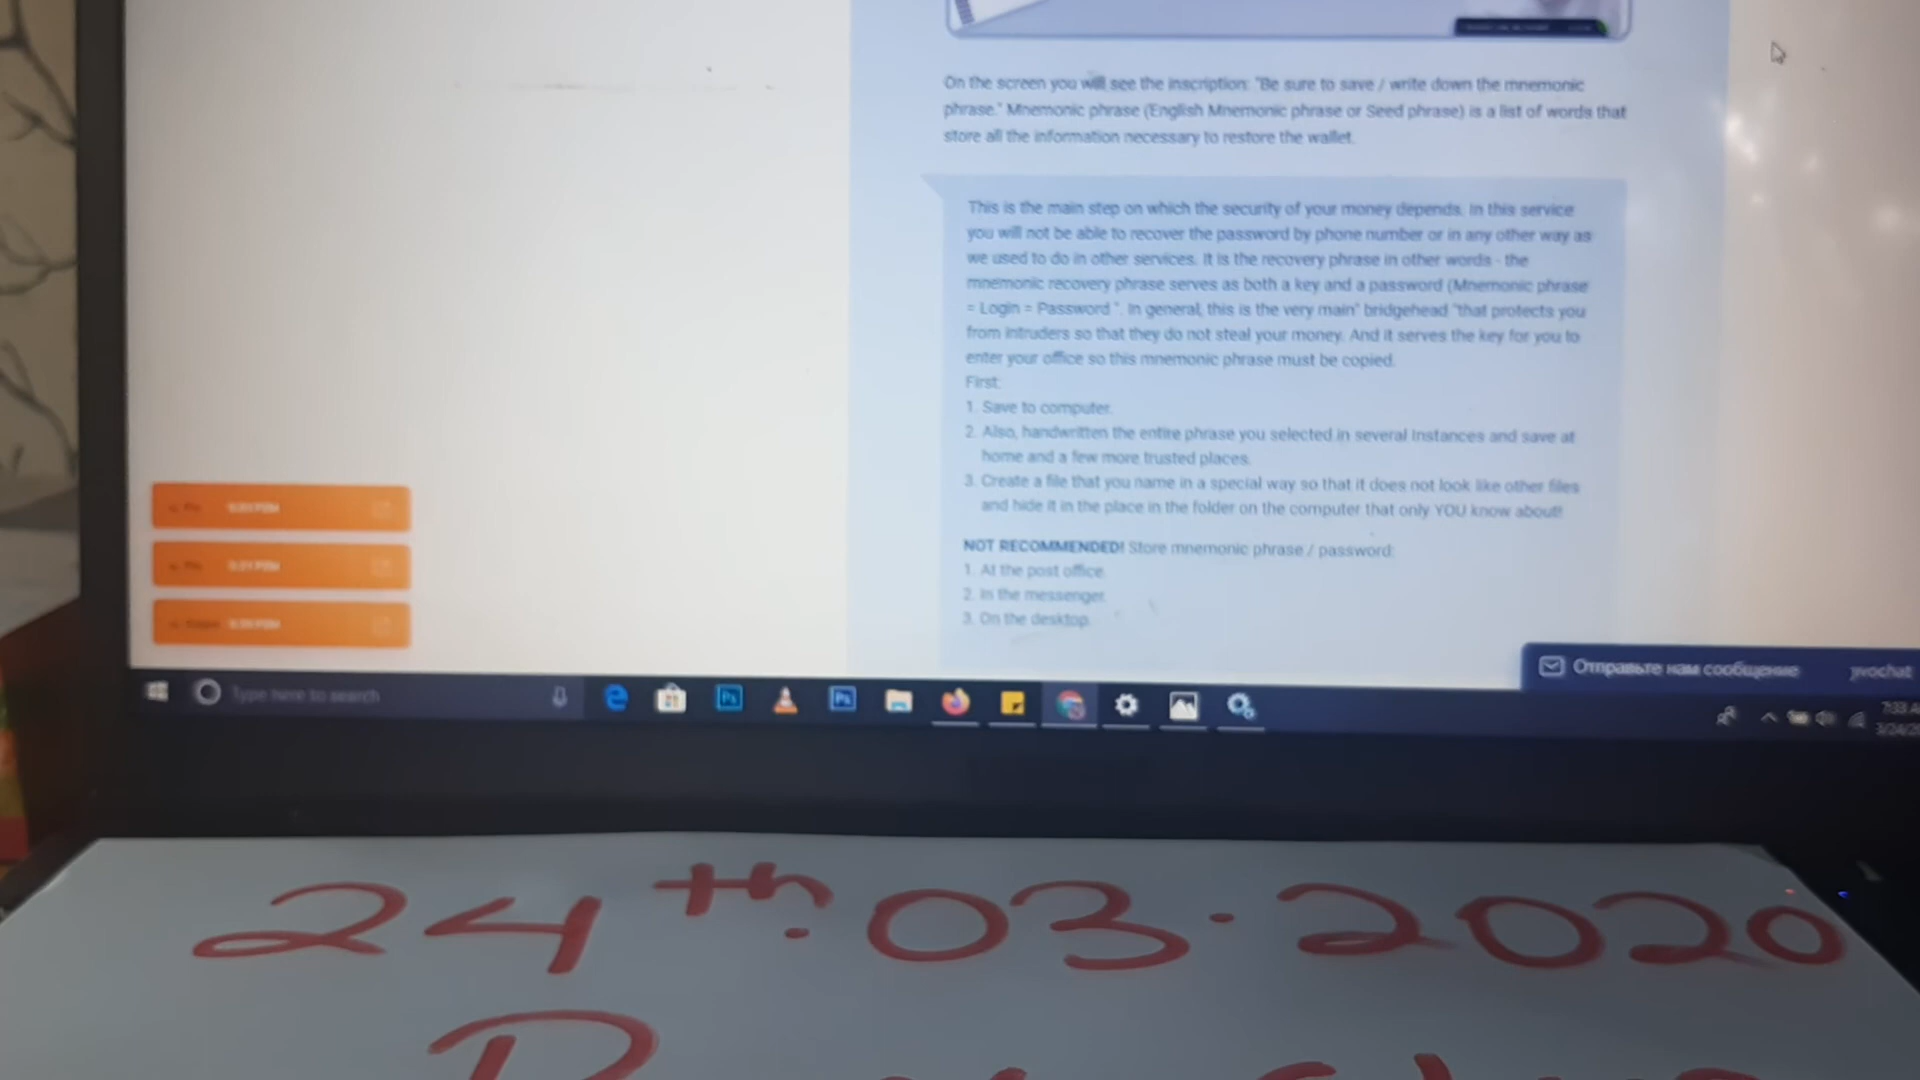 On the screen you will see the inscription: "Be sure to save / write down the mnemonic
phrase." Mnemonic phrase (English Mnemonic phrase or Seed phrase) is a list of words that
store all the information necessary to restore the wallet.
This is the main step on which the security of your money depends. In this service
you will not be able to recover the password by phone number or in any other way as
we used to do in other services. It is the recovery phrase in other words - the
mnemonic recovery phrase serves as both a key and a password (Mnemonic phrase
= Login = Password ". In general, this is the very main" bridgehead "that protects you
from intruders so that they do not steal your money. And it serves the key for you to
enter your office so this mnemonic phrase must be copied.
First:
1. Save to computer.
2. Also, handwritten the entire phrase you selected in several instances and save at
home and a few more trusted places.
3. Create a file that you name in a special way so that it does not look like other files
and hide it in the place in the folder on the computer that only YOU know about!
NOT RECOMMENDED! Store mnemonic phrase / password:
1. At the post office.
2. In the messenger.
3. On the desktop.
Отправьте нам сообщение jivochat
Type here to search
7:33
24th.03.2020